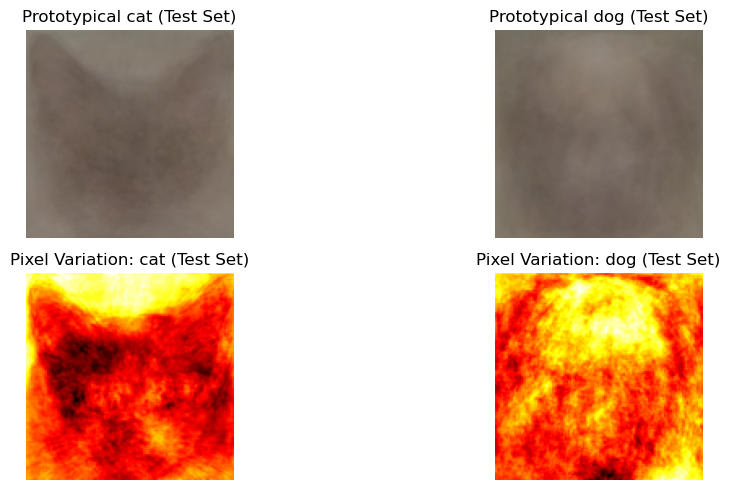 Prototypical cat (Test Set)
Prototypical dog (Test Set)
Pixel Variation: cat (Test Set)
Pixel Variation: dog (Test Set)